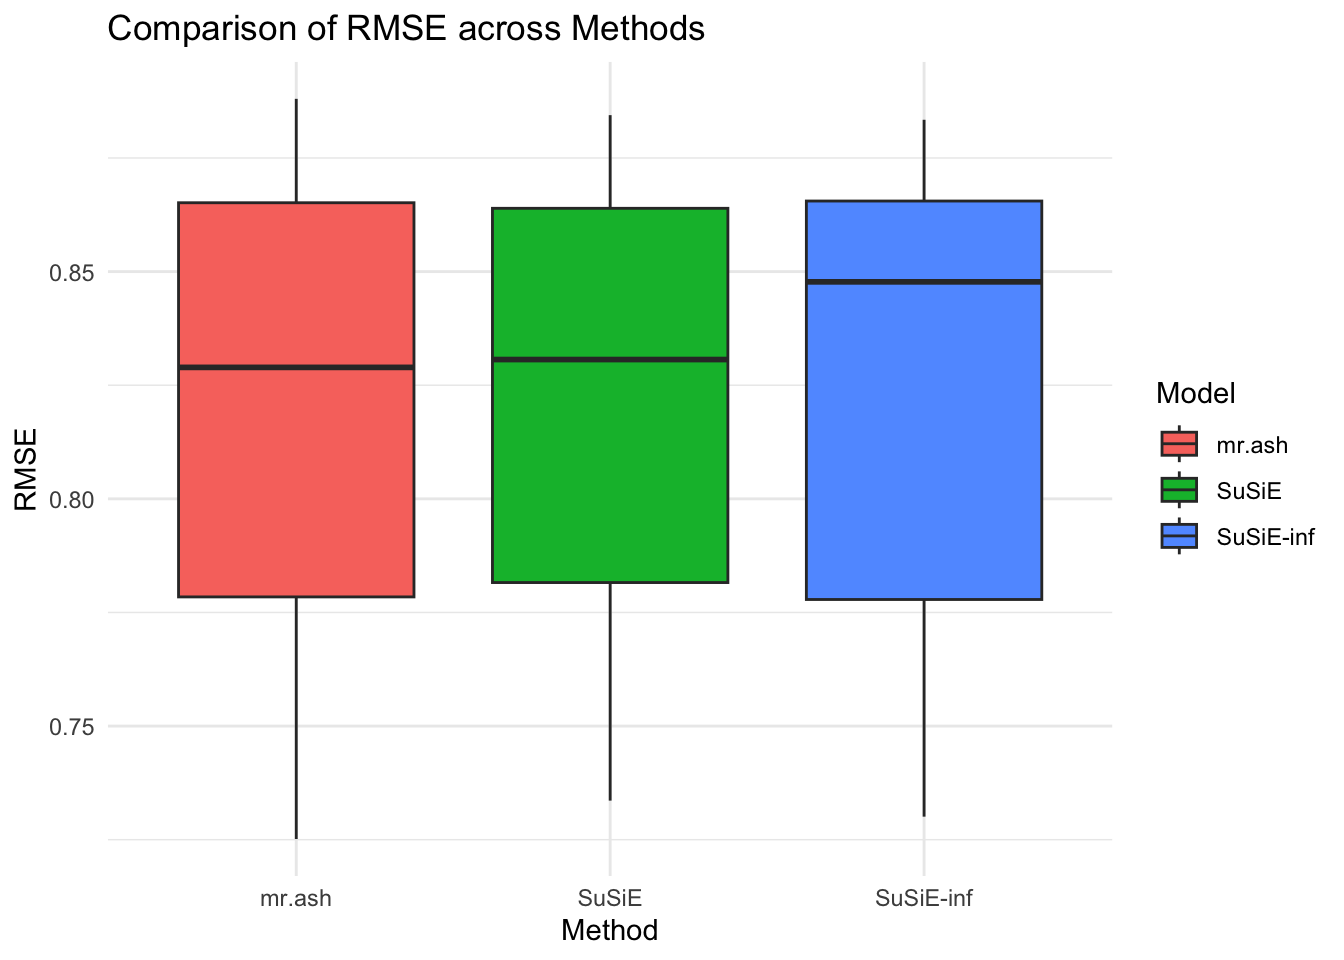 Comparison of RMSE across Methods
RMSE
0.85
0.80
0.75
mr.ash
SuSiE
SuSiE-inf
Method
Model
mr.ash
SuSiE
SuSiE-inf